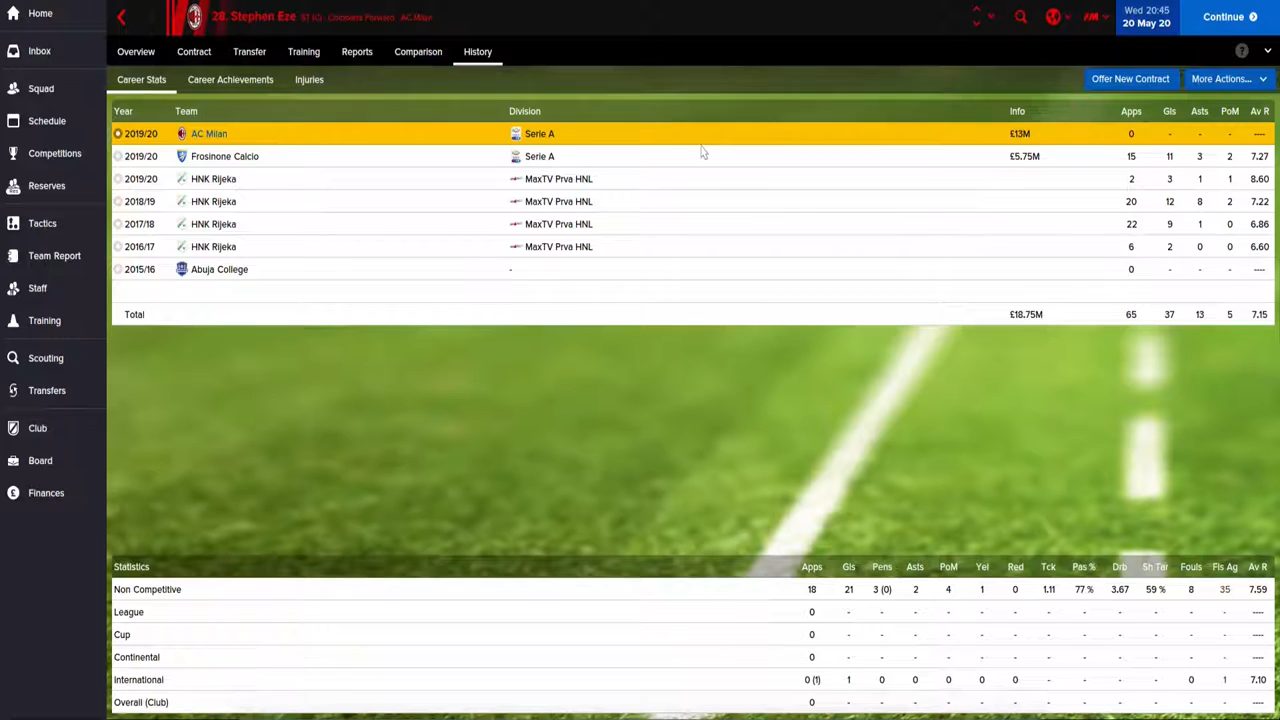 Home
28. Stephen Eze ST (C) - Complete Forward - AC Milan
Wed 20:45
20 May 20
Continue
Inbox
Overview Contract Transfer Training Reports Comparison History
?
Squad
Career Stats Career Achievements Injuries
Offer New Contract More Actions...
Schedule
Year Team Division Info Apps Gls Asts PoM Av R
2019/20 AC Milan Serie A £13M 0 - - - ----
Competitions
2019/20 Frosinone Calcio Serie A £5.75M 15 11 3 2 7.27
Reserves
2019/20 HNK Rijeka MaxTV Prva HNL 2 3 1 1 8.60
2018/19 HNK Rijeka MaxTV Prva HNL 20 12 8 2 7.22
Tactics
2017/18 HNK Rijeka MaxTV Prva HNL 22 9 1 0 6.86
Team Report
2016/17 HNK Rijeka MaxTV Prva HNL 6 2 0 0 6.60
2015/16 Abuja College - 0 - - - ----
Staff
Training
Total £18.75M 65 37 13 5 7.15
Scouting
Transfers
Club
Board
Finances
Statistics Apps Gls Pens Asts PoM Yel Red Tck Pas % Drb Sh Tar Fouls Fls Ag Av R
Non Competitive 18 21 3 (0) 2 4 1 0 1.11 77 % 3.67 59 % 8 35 7.59
League 0 - - - - - - - - - - - - ----
Cup 0 - - - - - - - - - - - - ----
Continental 0 - - - - - - - - - - - - ----
International 0 (1) 1 0 0 0 0 0 - - - - 0 1 7.10
Overall (Club) 0 - - - - - - - - - - - - ----